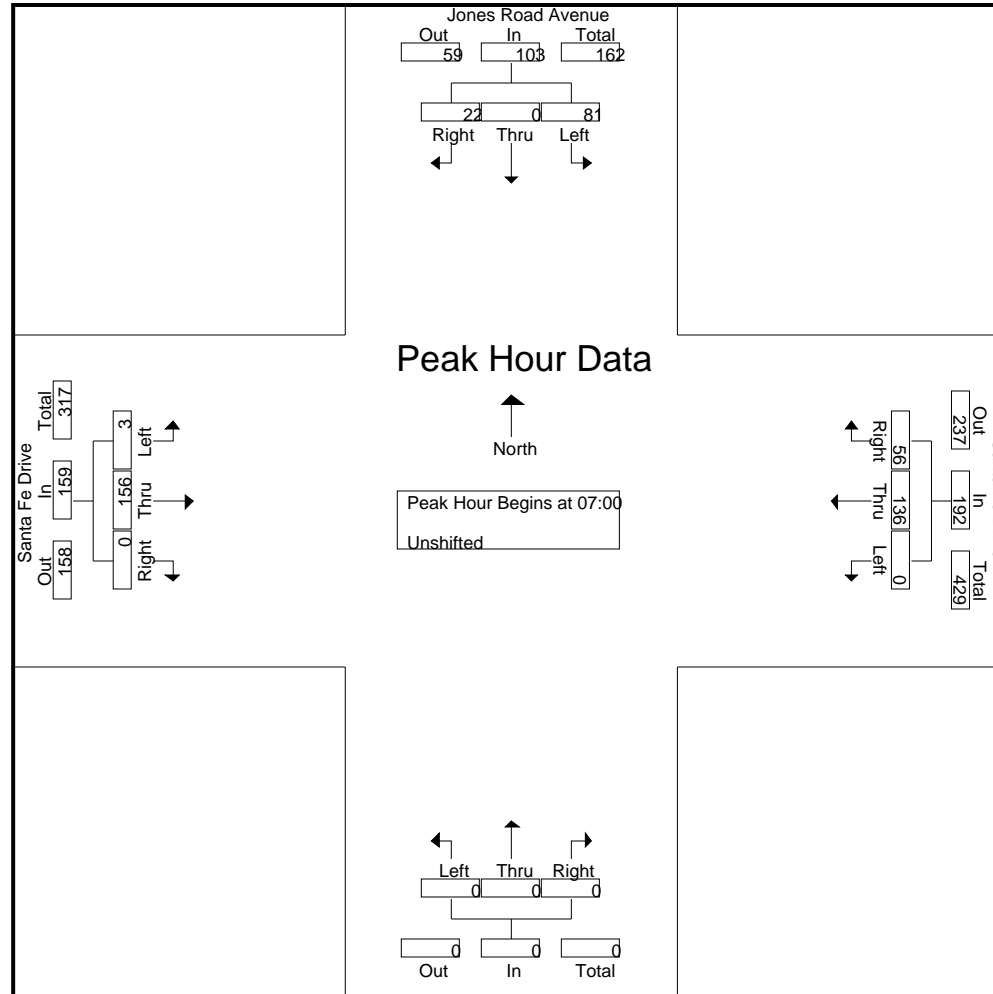 Jones Road Avenue
Out In Total
59 103 162
22 0 81
Right Thru Left
Peak Hour Data
North
Peak Hour Begins at 07:00
Unshifted
Santa Fe Drive
Total In Out
317 159 158
3 156 0
Left Thru Right
Right Thru Left
56 136 0
Out In Total
237 192 429
Left Thru Right
0 0 0
0 0 0
Out In Total